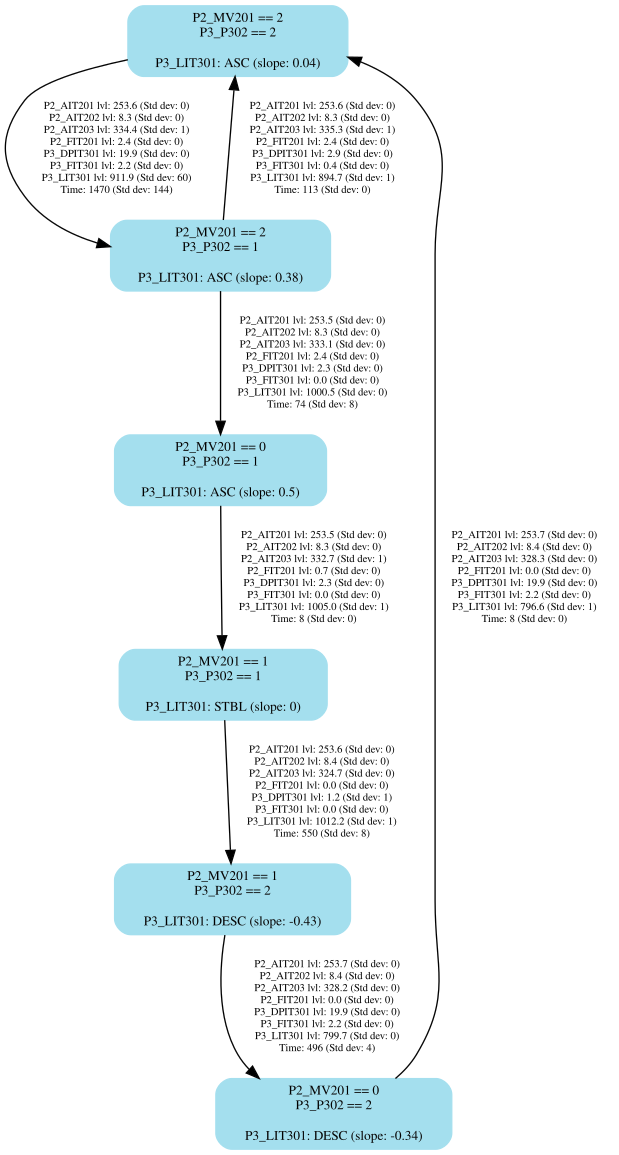 P2_MV201 == 2
P3_P302 == 2
P3_LIT301: ASC (slope: 0.04)
P2_AIT201 lvl: 253.6 (Std dev: 0)
P2_AIT202 lvl: 8.3 (Std dev: 0)
P2_AIT203 lvl: 334.4 (Std dev: 1)
P2_FIT201 lvl: 2.4 (Std dev: 0)
P3_DPIT301 lvl: 19.9 (Std dev: 0)
P3_FIT301 lvl: 2.2 (Std dev: 0)
P3_LIT301 lvl: 911.9 (Std dev: 60)
Time: 1470 (Std dev: 144)
P2_AIT201 lvl: 253.6 (Std dev: 0)
P2_AIT202 lvl: 8.3 (Std dev: 0)
P2_AIT203 lvl: 335.3 (Std dev: 1)
P2_FIT201 lvl: 2.4 (Std dev: 0)
P3_DPIT301 lvl: 2.9 (Std dev: 0)
P3_FIT301 lvl: 0.4 (Std dev: 0)
P3_LIT301 lvl: 894.7 (Std dev: 1)
Time: 113 (Std dev: 0)
P2_MV201 == 2
P3_P302 == 1
P3_LIT301: ASC (slope: 0.38)
P2_AIT201 lvl: 253.5 (Std dev: 0)
P2_AIT202 lvl: 8.3 (Std dev: 0)
P2_AIT203 lvl: 333.1 (Std dev: 0)
P2_FIT201 lvl: 2.4 (Std dev: 0)
P3_DPIT301 lvl: 2.3 (Std dev: 0)
P3_FIT301 lvl: 0.0 (Std dev: 0)
P3_LIT301 lvl: 1000.5 (Std dev: 0)
Time: 74 (Std dev: 8)
P2_MV201 == 0
P3_P302 == 1
P3_LIT301: ASC (slope: 0.5)
P2_AIT201 lvl: 253.5 (Std dev: 0)
P2_AIT202 lvl: 8.3 (Std dev: 0)
P2_AIT203 lvl: 332.7 (Std dev: 1)
P2_FIT201 lvl: 0.7 (Std dev: 0)
P3_DPIT301 lvl: 2.3 (Std dev: 0)
P3_FIT301 lvl: 0.0 (Std dev: 0)
P3_LIT301 lvl: 1005.0 (Std dev: 1)
Time: 8 (Std dev: 0)
P2_AIT201 lvl: 253.7 (Std dev: 0)
P2_AIT202 lvl: 8.4 (Std dev: 0)
P2_AIT203 lvl: 328.3 (Std dev: 0)
P2_FIT201 lvl: 0.0 (Std dev: 0)
P3_DPIT301 lvl: 19.9 (Std dev: 0)
P3_FIT301 lvl: 2.2 (Std dev: 0)
P3_LIT301 lvl: 796.6 (Std dev: 1)
Time: 8 (Std dev: 0)
P2_MV201 == 1
P3_P302 == 1
P3_LIT301: STBL (slope: 0)
P2_AIT201 lvl: 253.6 (Std dev: 0)
P2_AIT202 lvl: 8.4 (Std dev: 0)
P2_AIT203 lvl: 324.7 (Std dev: 0)
P2_FIT201 lvl: 0.0 (Std dev: 0)
P3_DPIT301 lvl: 1.2 (Std dev: 1)
P3_FIT301 lvl: 0.0 (Std dev: 0)
P3_LIT301 lvl: 1012.2 (Std dev: 1)
Time: 550 (Std dev: 8)
P2_MV201 == 1
P3_P302 == 2
P3_LIT301: DESC (slope: -0.43)
P2_AIT201 lvl: 253.7 (Std dev: 0)
P2_AIT202 lvl: 8.4 (Std dev: 0)
P2_AIT203 lvl: 328.2 (Std dev: 0)
P2_FIT201 lvl: 0.0 (Std dev: 0)
P3_DPIT301 lvl: 19.9 (Std dev: 0)
P3_FIT301 lvl: 2.2 (Std dev: 0)
P3_LIT301 lvl: 799.7 (Std dev: 0)
Time: 496 (Std dev: 4)
P2_MV201 == 0
P3_P302 == 2
P3_LIT301: DESC (slope: -0.34)